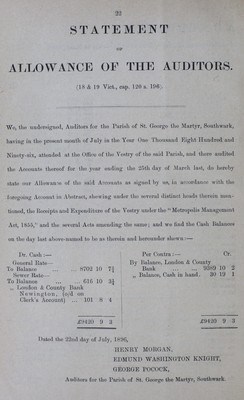 22
STATEMENT
OF
ALLOWANCE OF THE AUDITORS.
(18 & 19 Vict., cap. 120 s. 196)
We, the undersigned, Auditors for the Parish of St. George the Martyr, Southwark,
having in the present month of July in the Year One Thousand Eight Hundred and
Ninety-six, attended at the Office of the Vestry of the said Parish, and there audited
the Accounts thereof for the year ending the 25th day of March last, do hereby
state our Allowance of the said Accounts as signed by us, in accordance with the
foregoing Account in Abstract, shewing under the several distinct heads therein men-
tioned, the Receipts and Expenditure of the Vestry under the "Metropolis Management
Act, 1855," and the several Acts amending the same; and we find the Cash Balances
on the day last above-named to be as therein and hereunder shown:—
Dr. Cash:—
General Rate—
To Balance ... 8702 10 7½
Sewer Rate—
To Balance ... 616 10 3½
„ London & County Bank
Newington, (o/d on
Clerk's Account) ... 101 8 4
£9420 9 3
Per Contra:— Cr.
By Balance, London & County
Bank ... 9399 10 2
„ Balance, Cash in hand.. 20 19 1
£9420 9 3
Dated the 22nd day of July, 1896,
HENRY MORGAN,
EDMUND WASHINGTON KNIGHT,
GEORGE POCOCK,
Auditors for the Parish of St. George the Martyr, Southwark